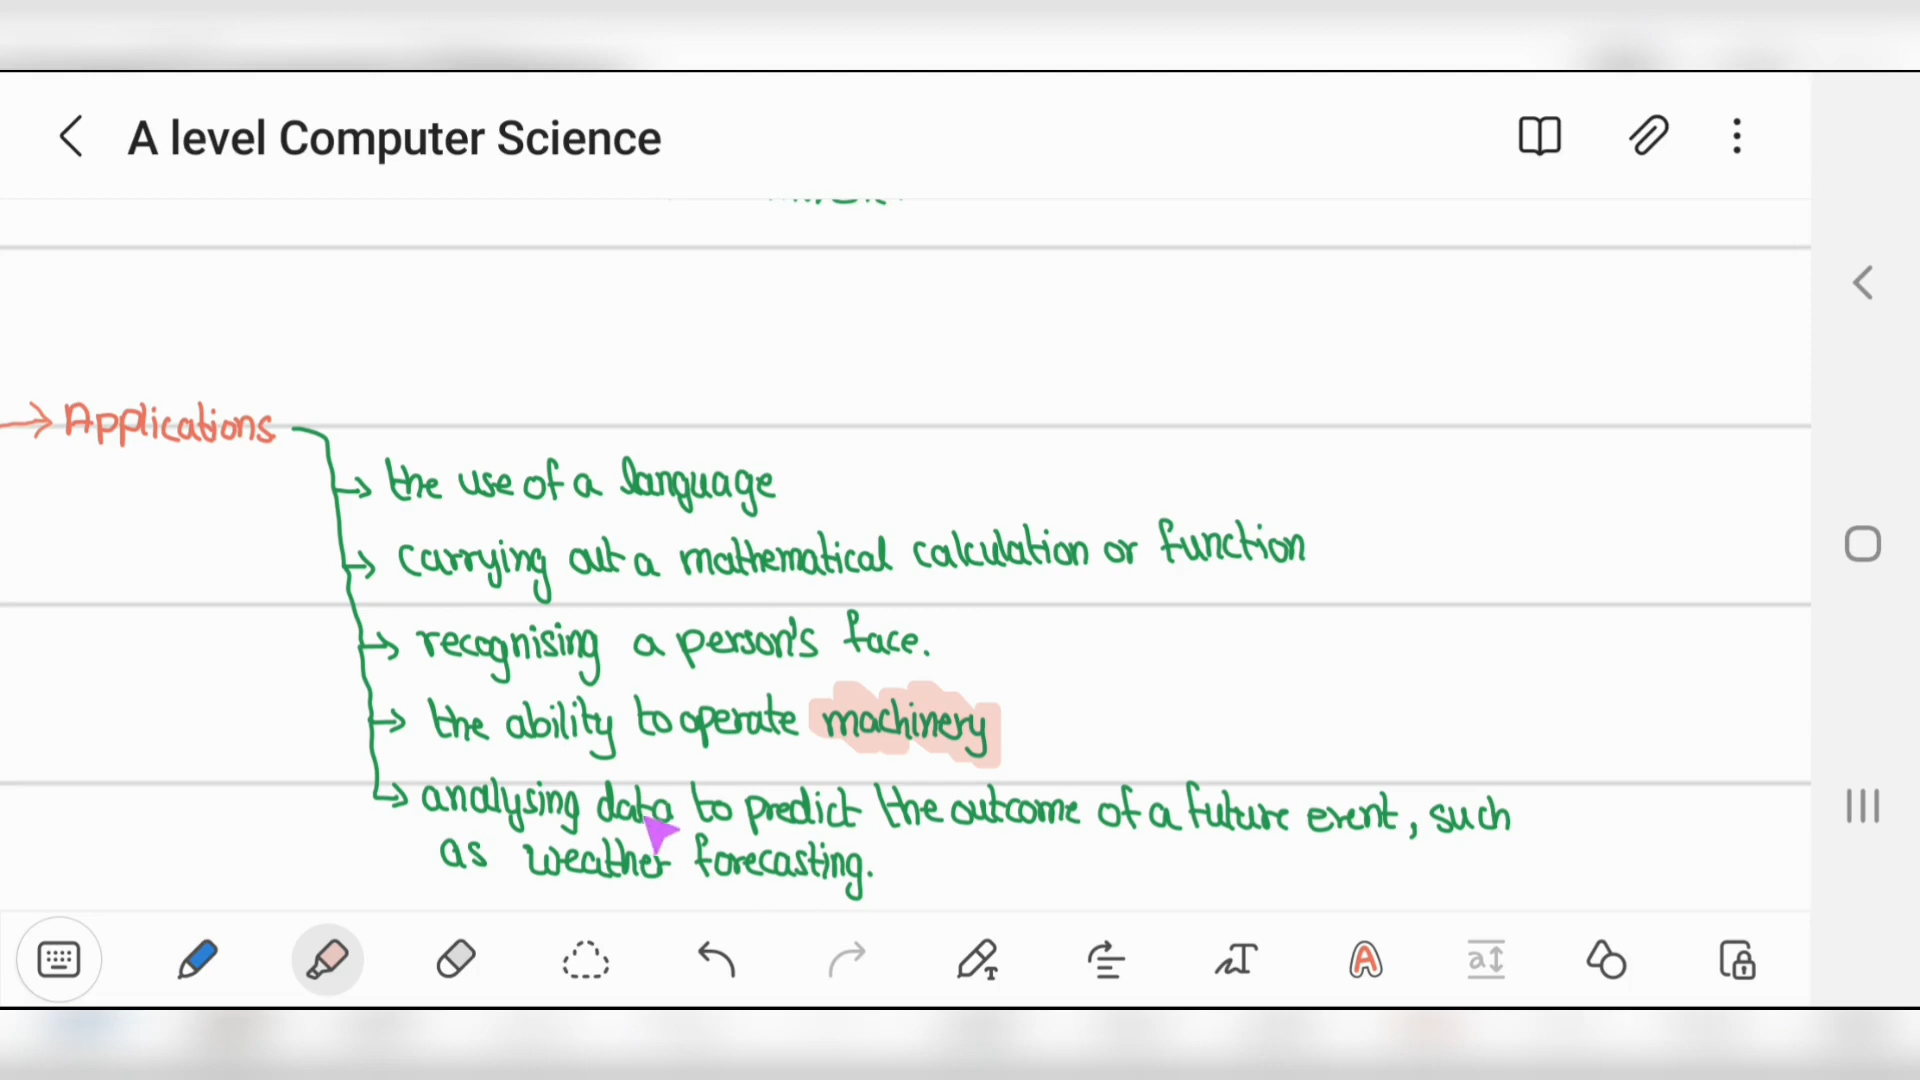 A level Computer Science
→ Applications
→ the use of a language
→ carrying out a mathematical calculation or function
→ recognising a person's face.
→ the ability to operate machinery
→ analysing data to predict the outcome of a future event, such
as weather forecasting.